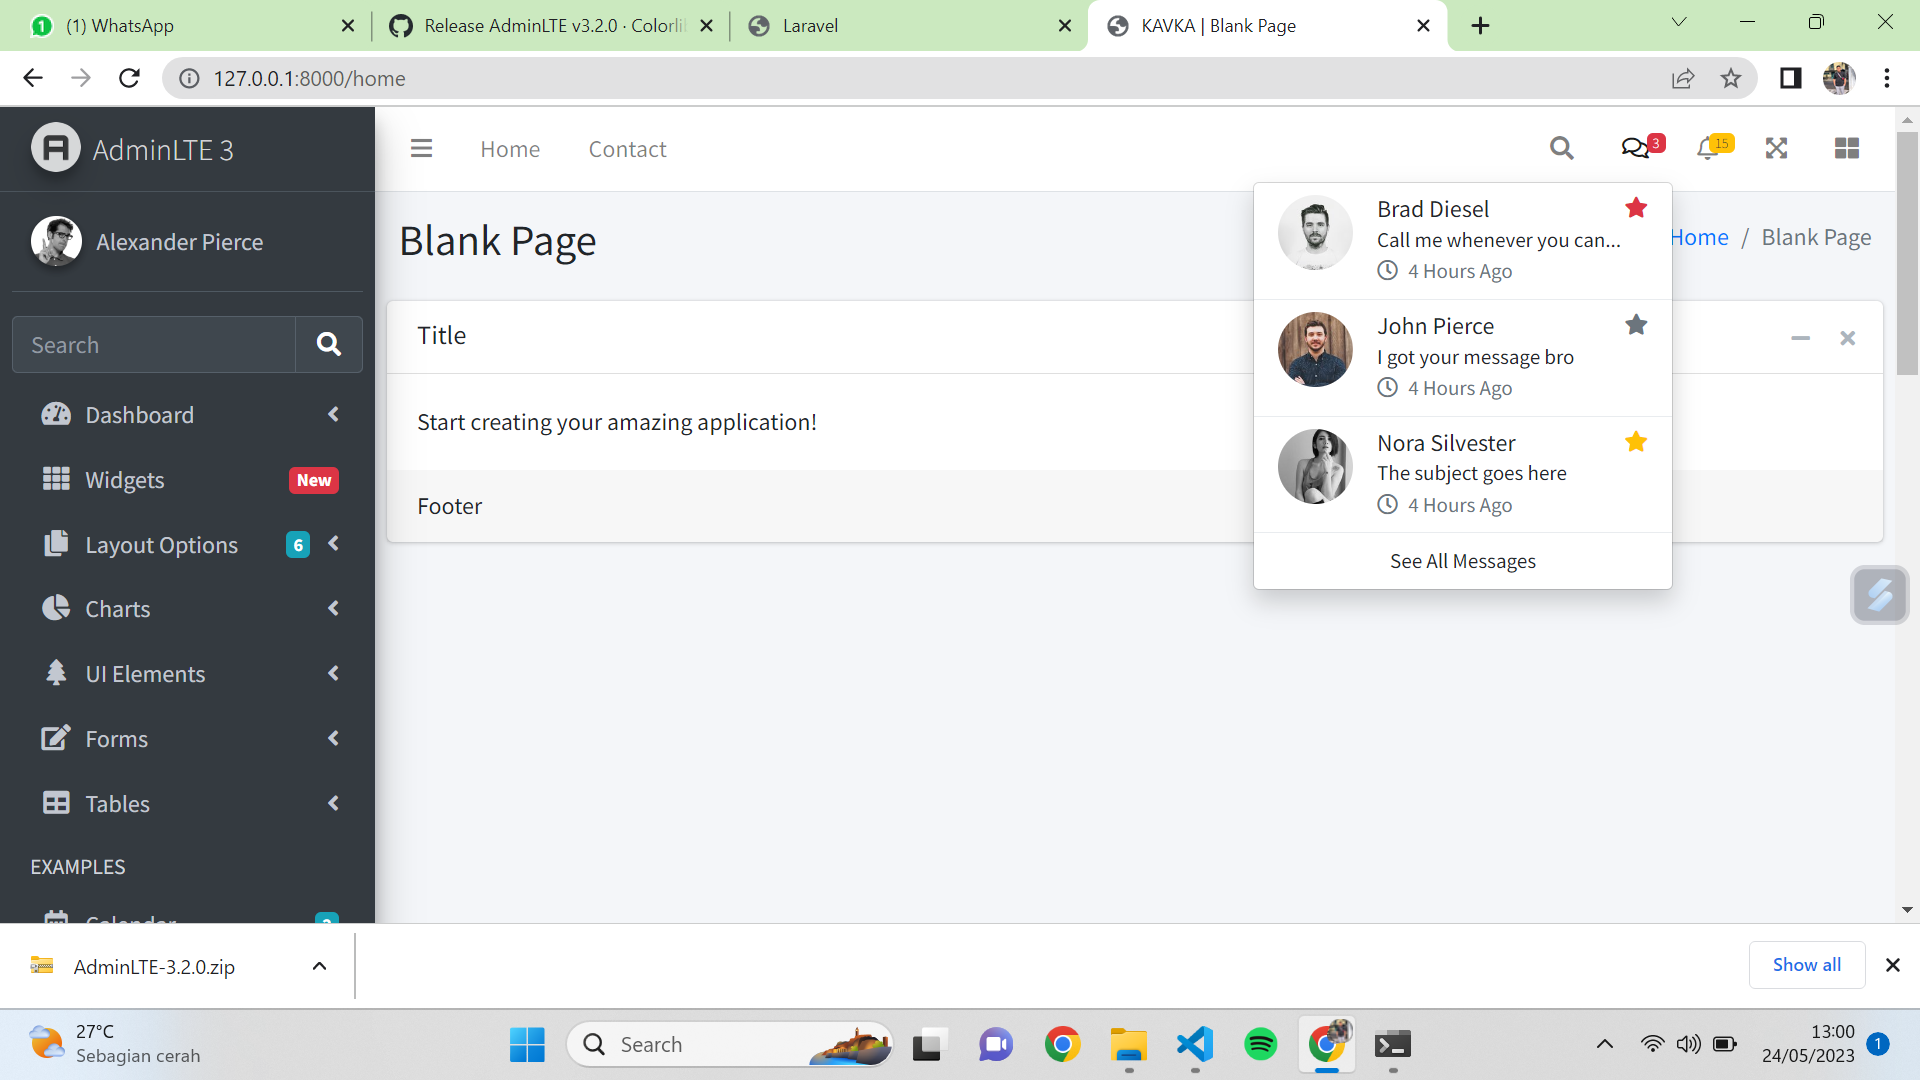 (1) WhatsApp
Release AdminLTE v3.2.0 · Colorli
Laravel
KAVKA | Blank Page
127.0.0.1:8000/home
AdminLTE 3
Home
Contact
3
15
Alexander Pierce
Blank Page
Home / Blank Page
Brad Diesel
Call me whenever you can...
4 Hours Ago
John Pierce
I got your message bro
4 Hours Ago
Nora Silvester
The subject goes here
4 Hours Ago
See All Messages
Search
Title
Start creating your amazing application!
Footer
Dashboard
Widgets
New
Layout Options
6
Charts
UI Elements
Forms
Tables
EXAMPLES
Calendar
2
AdminLTE-3.2.0.zip
Show all
27°C
Sebagian cerah
Search
13:00
24/05/2023
1